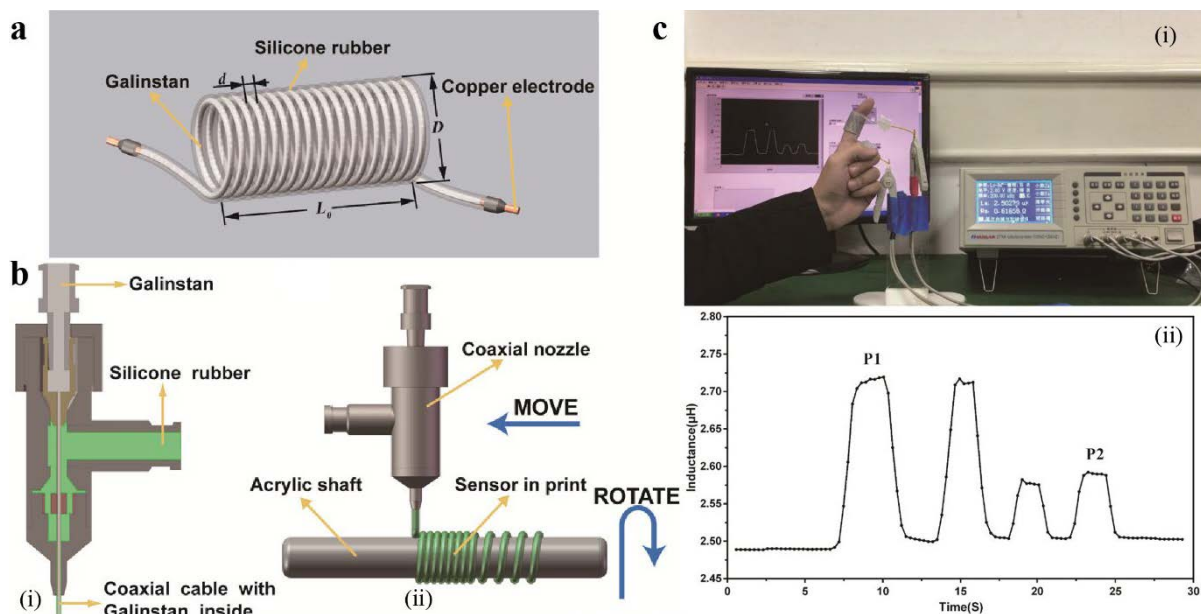 a
Silicone rubber
Galinstan
d
Copper electrode
D
L₀
b
Galinstan
Silicone rubber
Coaxial cable with
Galinstan inside
(i)
Coaxial nozzle
MOVE
Acrylic shaft
Sensor in print
ROTATE
(ii)
c
(i)
(ii)
Inductance(μH)
2.80
2.75
2.70
2.65
2.60
2.55
2.50
2.45
P1
P2
0
5
10
15
20
25
30
Time(S)